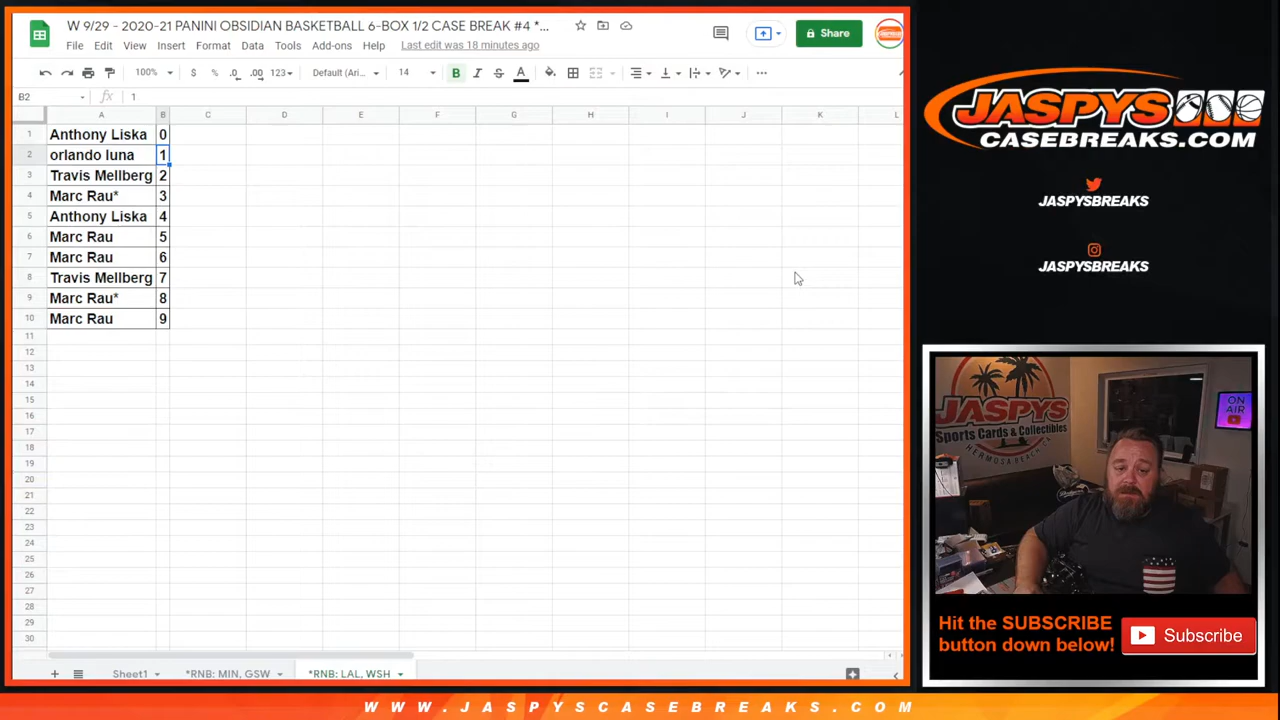 W 9/29 - 2020-21 PANINI OBSIDIAN BASKETBALL 6-BOX 1/2 CASE BREAK #4 *...
File Edit View Insert Format Data Tools Add-ons Help Last edit was 18 minutes ago
Share
100% $ % .0 .00 123 Default (Ari... 14 B I S A
B2 fx 1
A B C D E F G H I J K L
1 Anthony Liska 0
2 orlando luna 1
3 Travis Mellberg 2
4 Marc Rau* 3
5 Anthony Liska 4
6 Marc Rau 5
7 Marc Rau 6
8 Travis Mellberg 7
9 Marc Rau* 8
10 Marc Rau 9
11
12
13
14
15
16
17
18
19
20
21
22
23
24
25
26
27
28
29
30
Sheet1 *RNB: MIN, GSW *RNB: LAL, WSH
JASPYS
CASEBREAKS.COM
JASPYSBREAKS
JASPYSBREAKS
JASPYS
Sports Cards & Collectibles
HERMOSA BEACH CA
ON
AIR
Hit the SUBSCRIBE
button down below!
Subscribe
WWW.JASPYSCASEBREAKS.COM